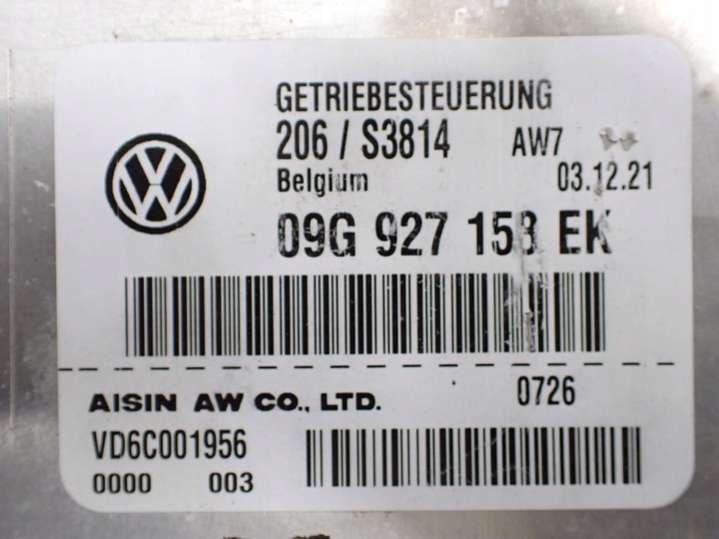 GETRIEBESTEUERUNG
206 / S3814 AW7
Belgium 03.12.21
09G 927 158 EK
AISIN AW CO., LTD. 0726
VD6C001956
0000 003